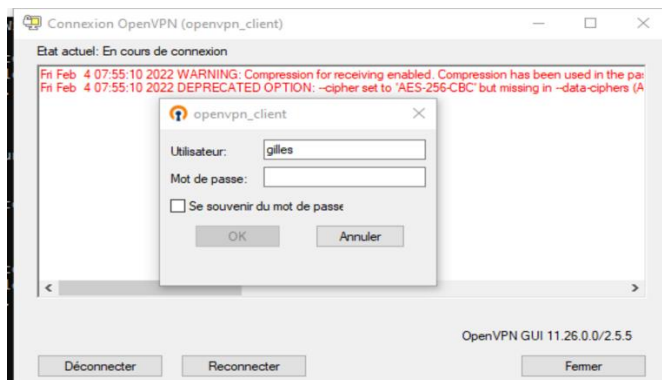 Connexion OpenVPN (openvpn_client)
Etat actuel: En cours de connexion
Fri Feb 4 07:55:10 2022 WARNING: Compression for receiving enabled. Compression has been used in the
Fri Feb 4 07:55:10 2022 DEPRECATED OPTION: --cipher set to 'AES-256-CBC' but missing in --data-ciphers (A
openvpn_client
Utilisateur: gilles
Mot de passe:
Se souvenir du mot de passe
OK Annuler
OpenVPN GUI 11.26.0.0/2.5.5
Déconnecter Reconnecter Fermer